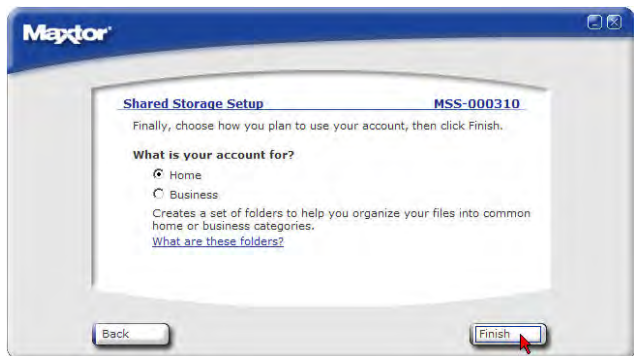 Maxtor
Shared Storage Setup MSS-000310
Finally, choose how you plan to use your account, then click Finish.
What is your account for?
Home
Business
Creates a set of folders to help you organize your files into common
home or business categories.
What are these folders?
Back Finish